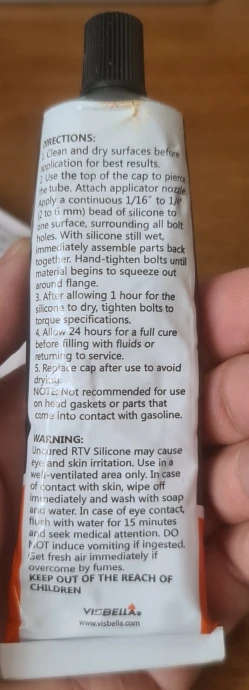 DIRECTIONS:
1. Clean and dry surfaces before
application for best results.
2. Use the top of the cap to pierce
the tube. Attach applicator nozzle
Apply a continuous 1/16" to 1/4"
(2 to 6 mm) bead of silicone to
one surface, surrounding all bolt
holes. With silicone still wet,
immediately assemble parts back
together. Hand-tighten bolts until
material begins to squeeze out
around flange.
3. After allowing 1 hour for the
silicone to dry, tighten bolts to
torque specifications.
4. Allow 24 hours for a full cure
before filling with fluids or
returning to service.
5. Replace cap after use to avoid
drying.
NOTE: Not recommended for use
on head gaskets or parts that
come into contact with gasoline.
WARNING:
Uncured RTV Silicone may cause
eye and skin irritation. Use in a
well-ventilated area only. In case
of contact with skin, wipe off
immediately and wash with soap
and water. In case of eye contact,
flush with water for 15 minutes
and seek medical attention. DO
NOT induce vomiting if ingested.
Get fresh air immediately if
overcome by fumes.
KEEP OUT OF THE REACH OF
CHILDREN
VISBELLA®
www.visbella.com